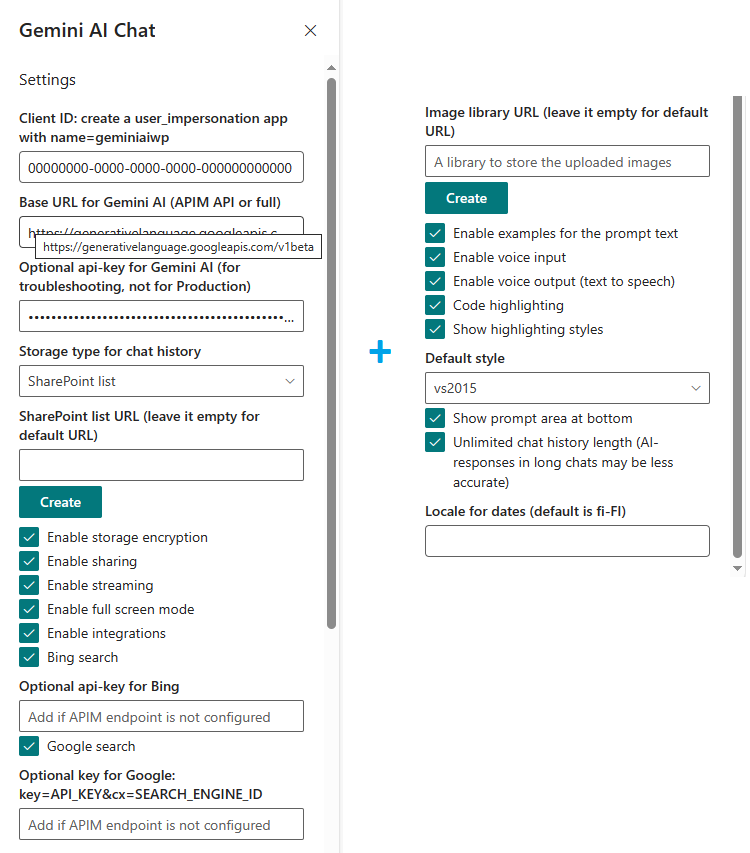 Gemini AI Chat
Settings
Client ID: create a user_impersonation app
with name=geminiaiwp
00000000-0000-0000-0000-000000000000
Base URL for Gemini AI (APIM API or full)
https://generativelanguage.googleapis.c
https://generativelanguage.googleapis.com/v1beta
Optional api-key for Gemini AI (for
troubleshooting, not for Production)
••••••••••••••••••••••••••••••••••••••••••••...
Storage type for chat history
SharePoint list
SharePoint list URL (leave it empty for
default URL)
Create
Enable storage encryption
Enable sharing
Enable streaming
Enable full screen mode
Enable integrations
Bing search
Optional api-key for Bing
Add if APIM endpoint is not configured
Google search
Optional key for Google:
key=API_KEY&cx=SEARCH_ENGINE_ID
Add if APIM endpoint is not configured
Image library URL (leave it empty for default
URL)
A library to store the uploaded images
Create
Enable examples for the prompt text
Enable voice input
Enable voice output (text to speech)
Code highlighting
Show highlighting styles
Default style
vs2015
Show prompt area at bottom
Unlimited chat history length (AI-
responses in long chats may be less
accurate)
Locale for dates (default is fi-FI)